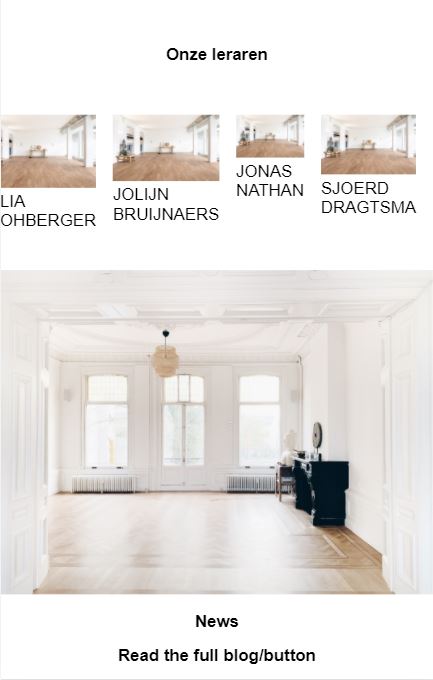 Onze leraren
LIA
OHBERGER
JOLIJN
BRUIJNAERS
JONAS
NATHAN
SJOERD
DRAGTSMA
News
Read the full blog/button